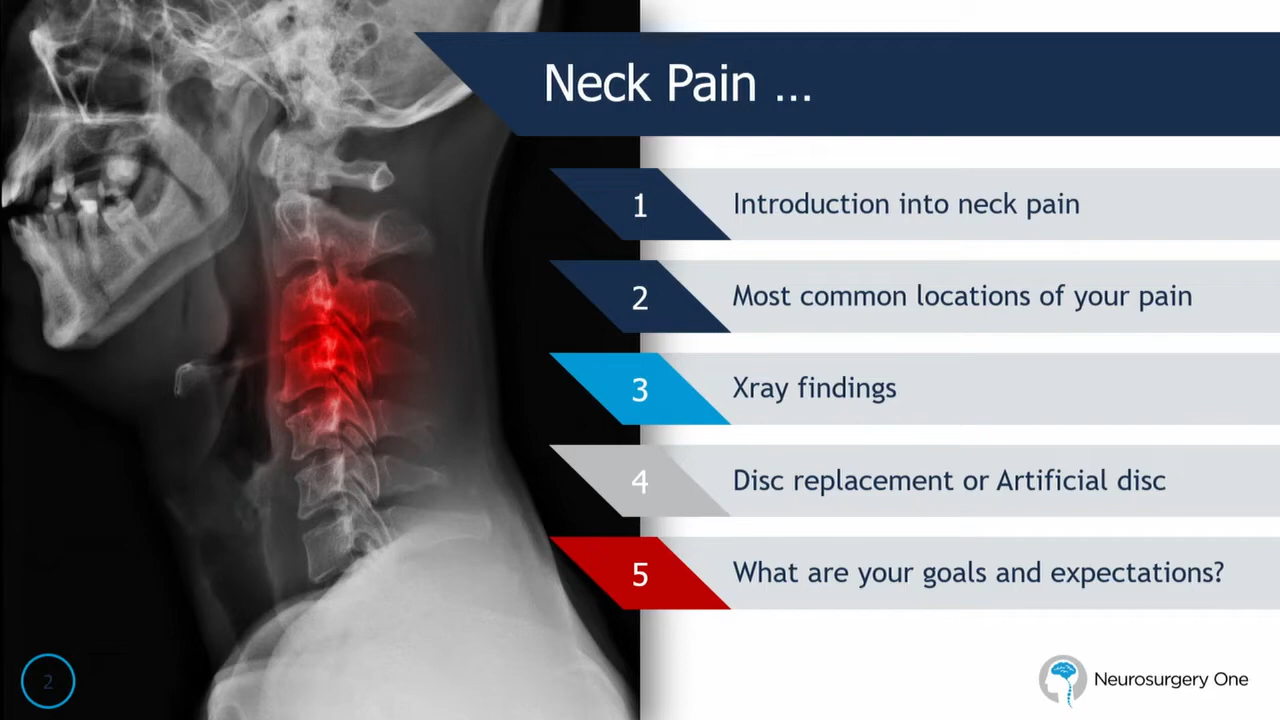 Neck Pain ...
1 Introduction into neck pain
2 Most common locations of your pain
3 Xray findings
4 Disc replacement or Artificial disc
5 What are your goals and expectations?
2
Neurosurgery One